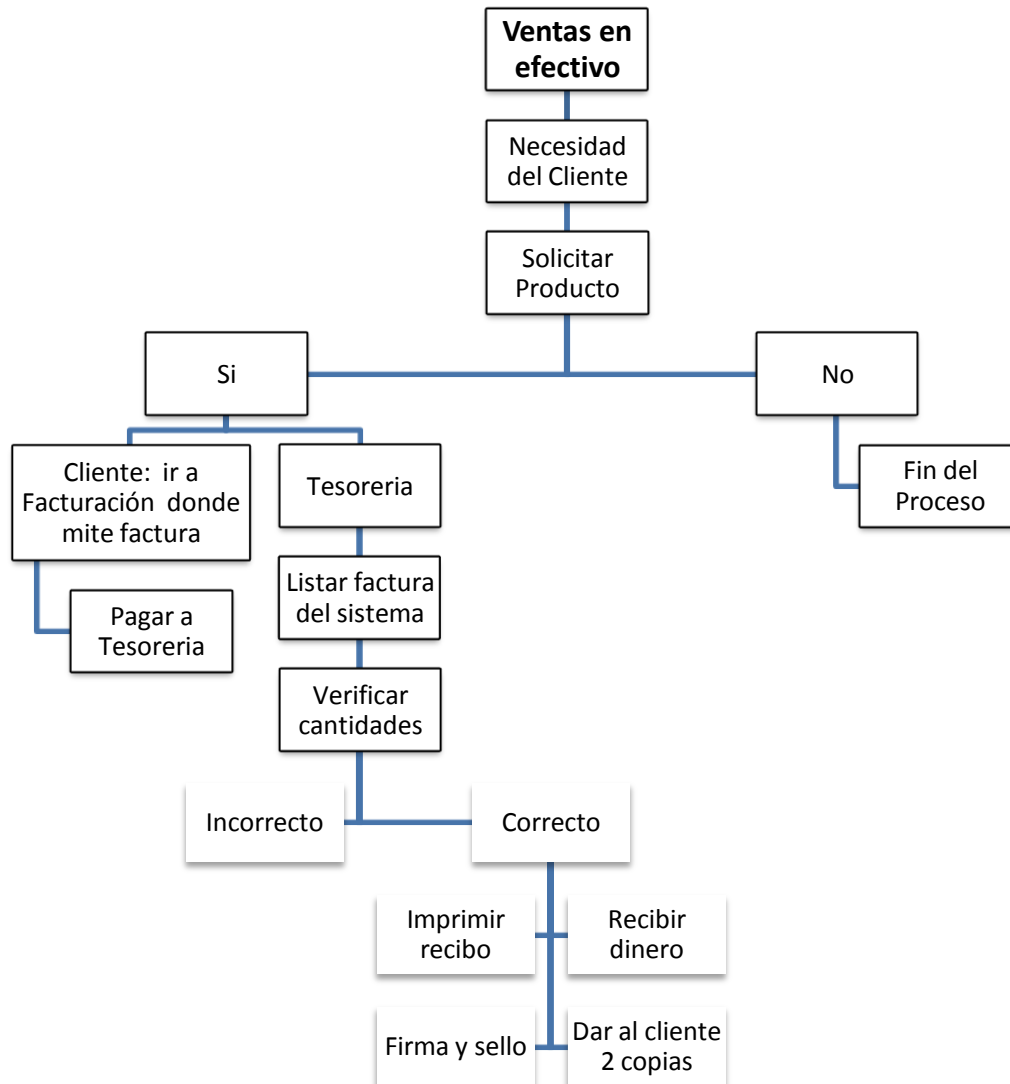 Ventas en
efectivo
Necesidad
del Cliente
Solicitar
Producto
Si
No
Cliente: ir a
Facturación donde
mite factura
Tesoreria
Fin del
Proceso
Listar factura
del sistema
Pagar a
Tesoreria
Verificar
cantidades
Incorrecto
Correcto
Imprimir
recibo
Recibir
dinero
Firma y sello
Dar al cliente
2 copias